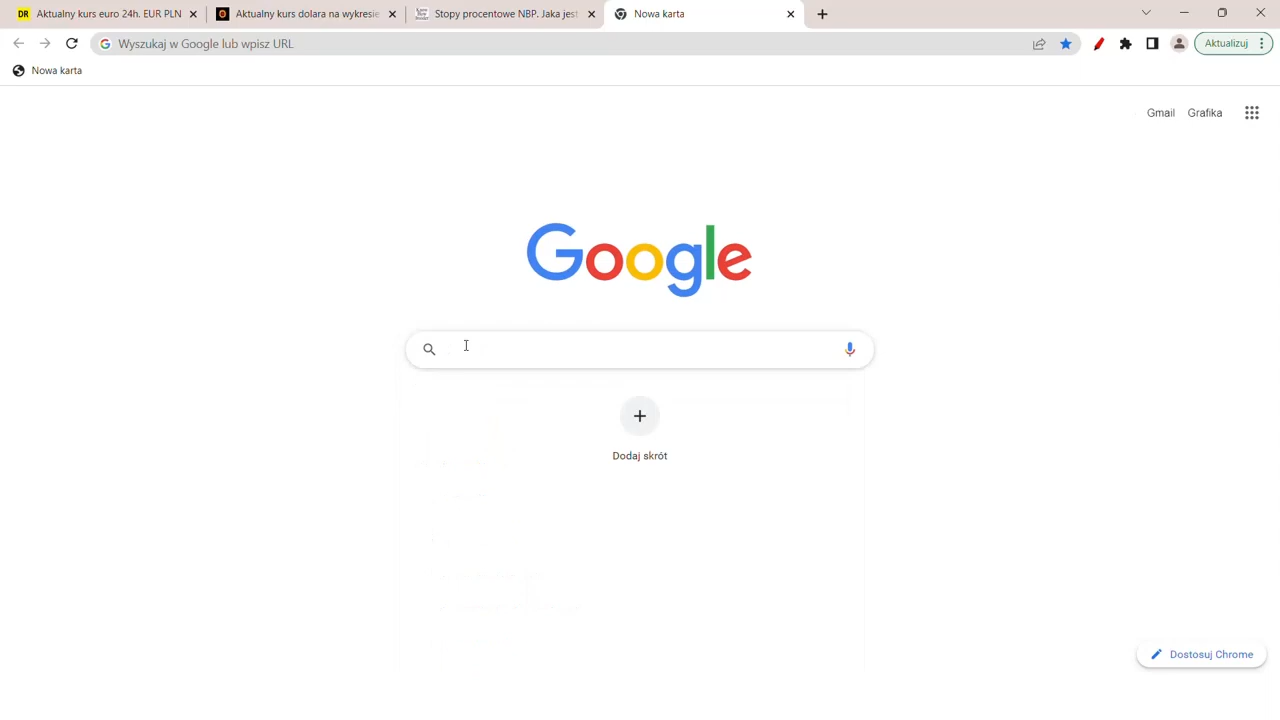 DR Aktualny kurs euro 24h. EUR PLN
Aktualny kurs dolara na wykresie
Stopy procentowe NBP. Jaka jest
Nowa karta
Wyszukaj w Google lub wpisz URL
Aktualizuj
Nowa karta
Gmail Grafika
Google
Dodaj skrót
Dostosuj Chrome